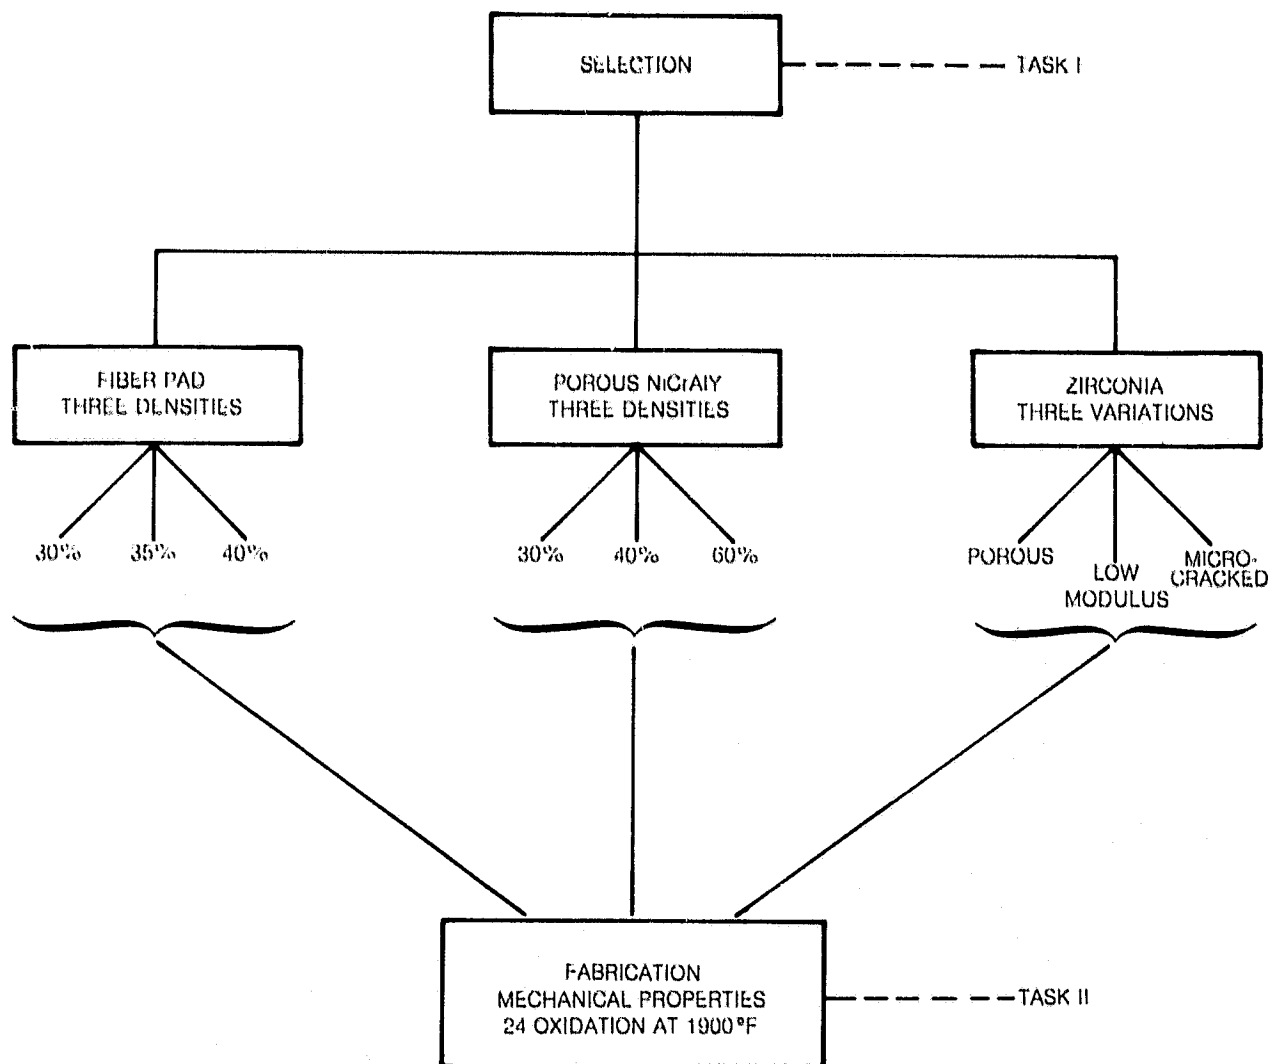 SELECTION
TASK I
FIBER PAD
THREE DENSITIES
POROUS NiCrAlY
THREE DENSITIES
ZIRCONIA
THREE VARIATIONS
30%
35%
40%
30%
40%
60%
POROUS
LOW
MODULUS
MICRO-
CRACKED
FABRICATION
MECHANICAL PROPERTIES
24 OXIDATION AT 1900°F
TASK II